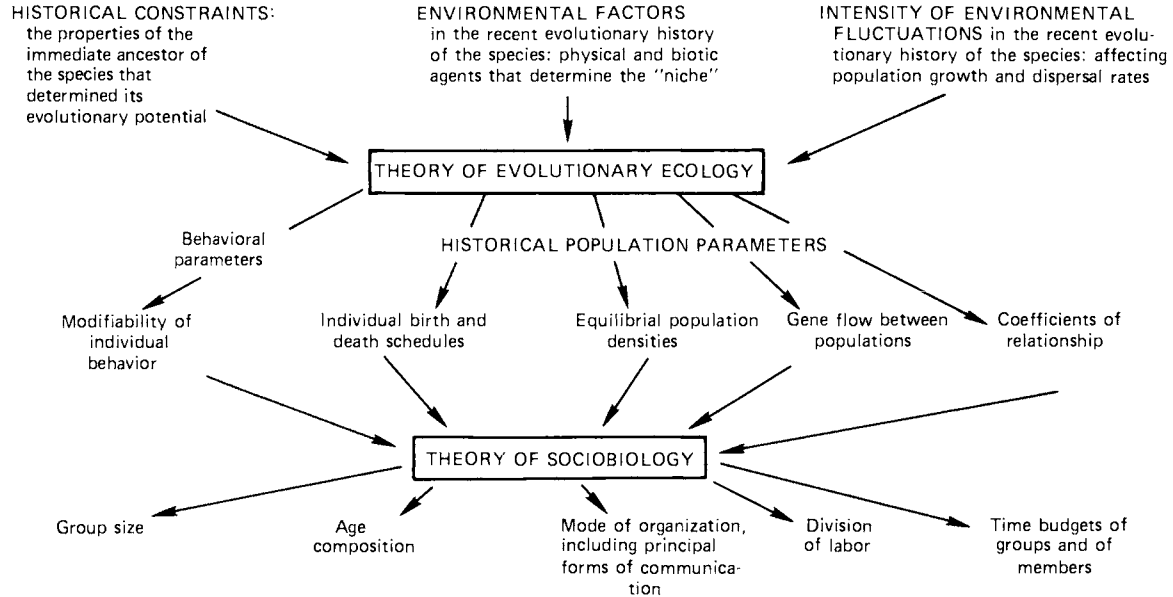 HISTORICAL CONSTRAINTS:
the properties of the
immediate ancestor of
the species that
determined its
evolutionary potential
ENVIRONMENTAL FACTORS
in the recent evolutionary history
of the species: physical and biotic
agents that determine the "niche"
INTENSITY OF ENVIRONMENTAL
FLUCTUATIONS in the recent evolu-
tionary history of the species: affecting
population growth and dispersal rates
THEORY OF EVOLUTIONARY ECOLOGY
Behavioral
parameters
HISTORICAL POPULATION PARAMETERS
Modifiability of
individual
behavior
Individual birth and
death schedules
Equilibrial population
densities
Gene flow between
populations
Coefficients of
relationship
THEORY OF SOCIOBIOLOGY
Group size
Age
composition
Mode of organization,
including principal
forms of communica-
tion
Division
of labor
Time budgets of
groups and of
members